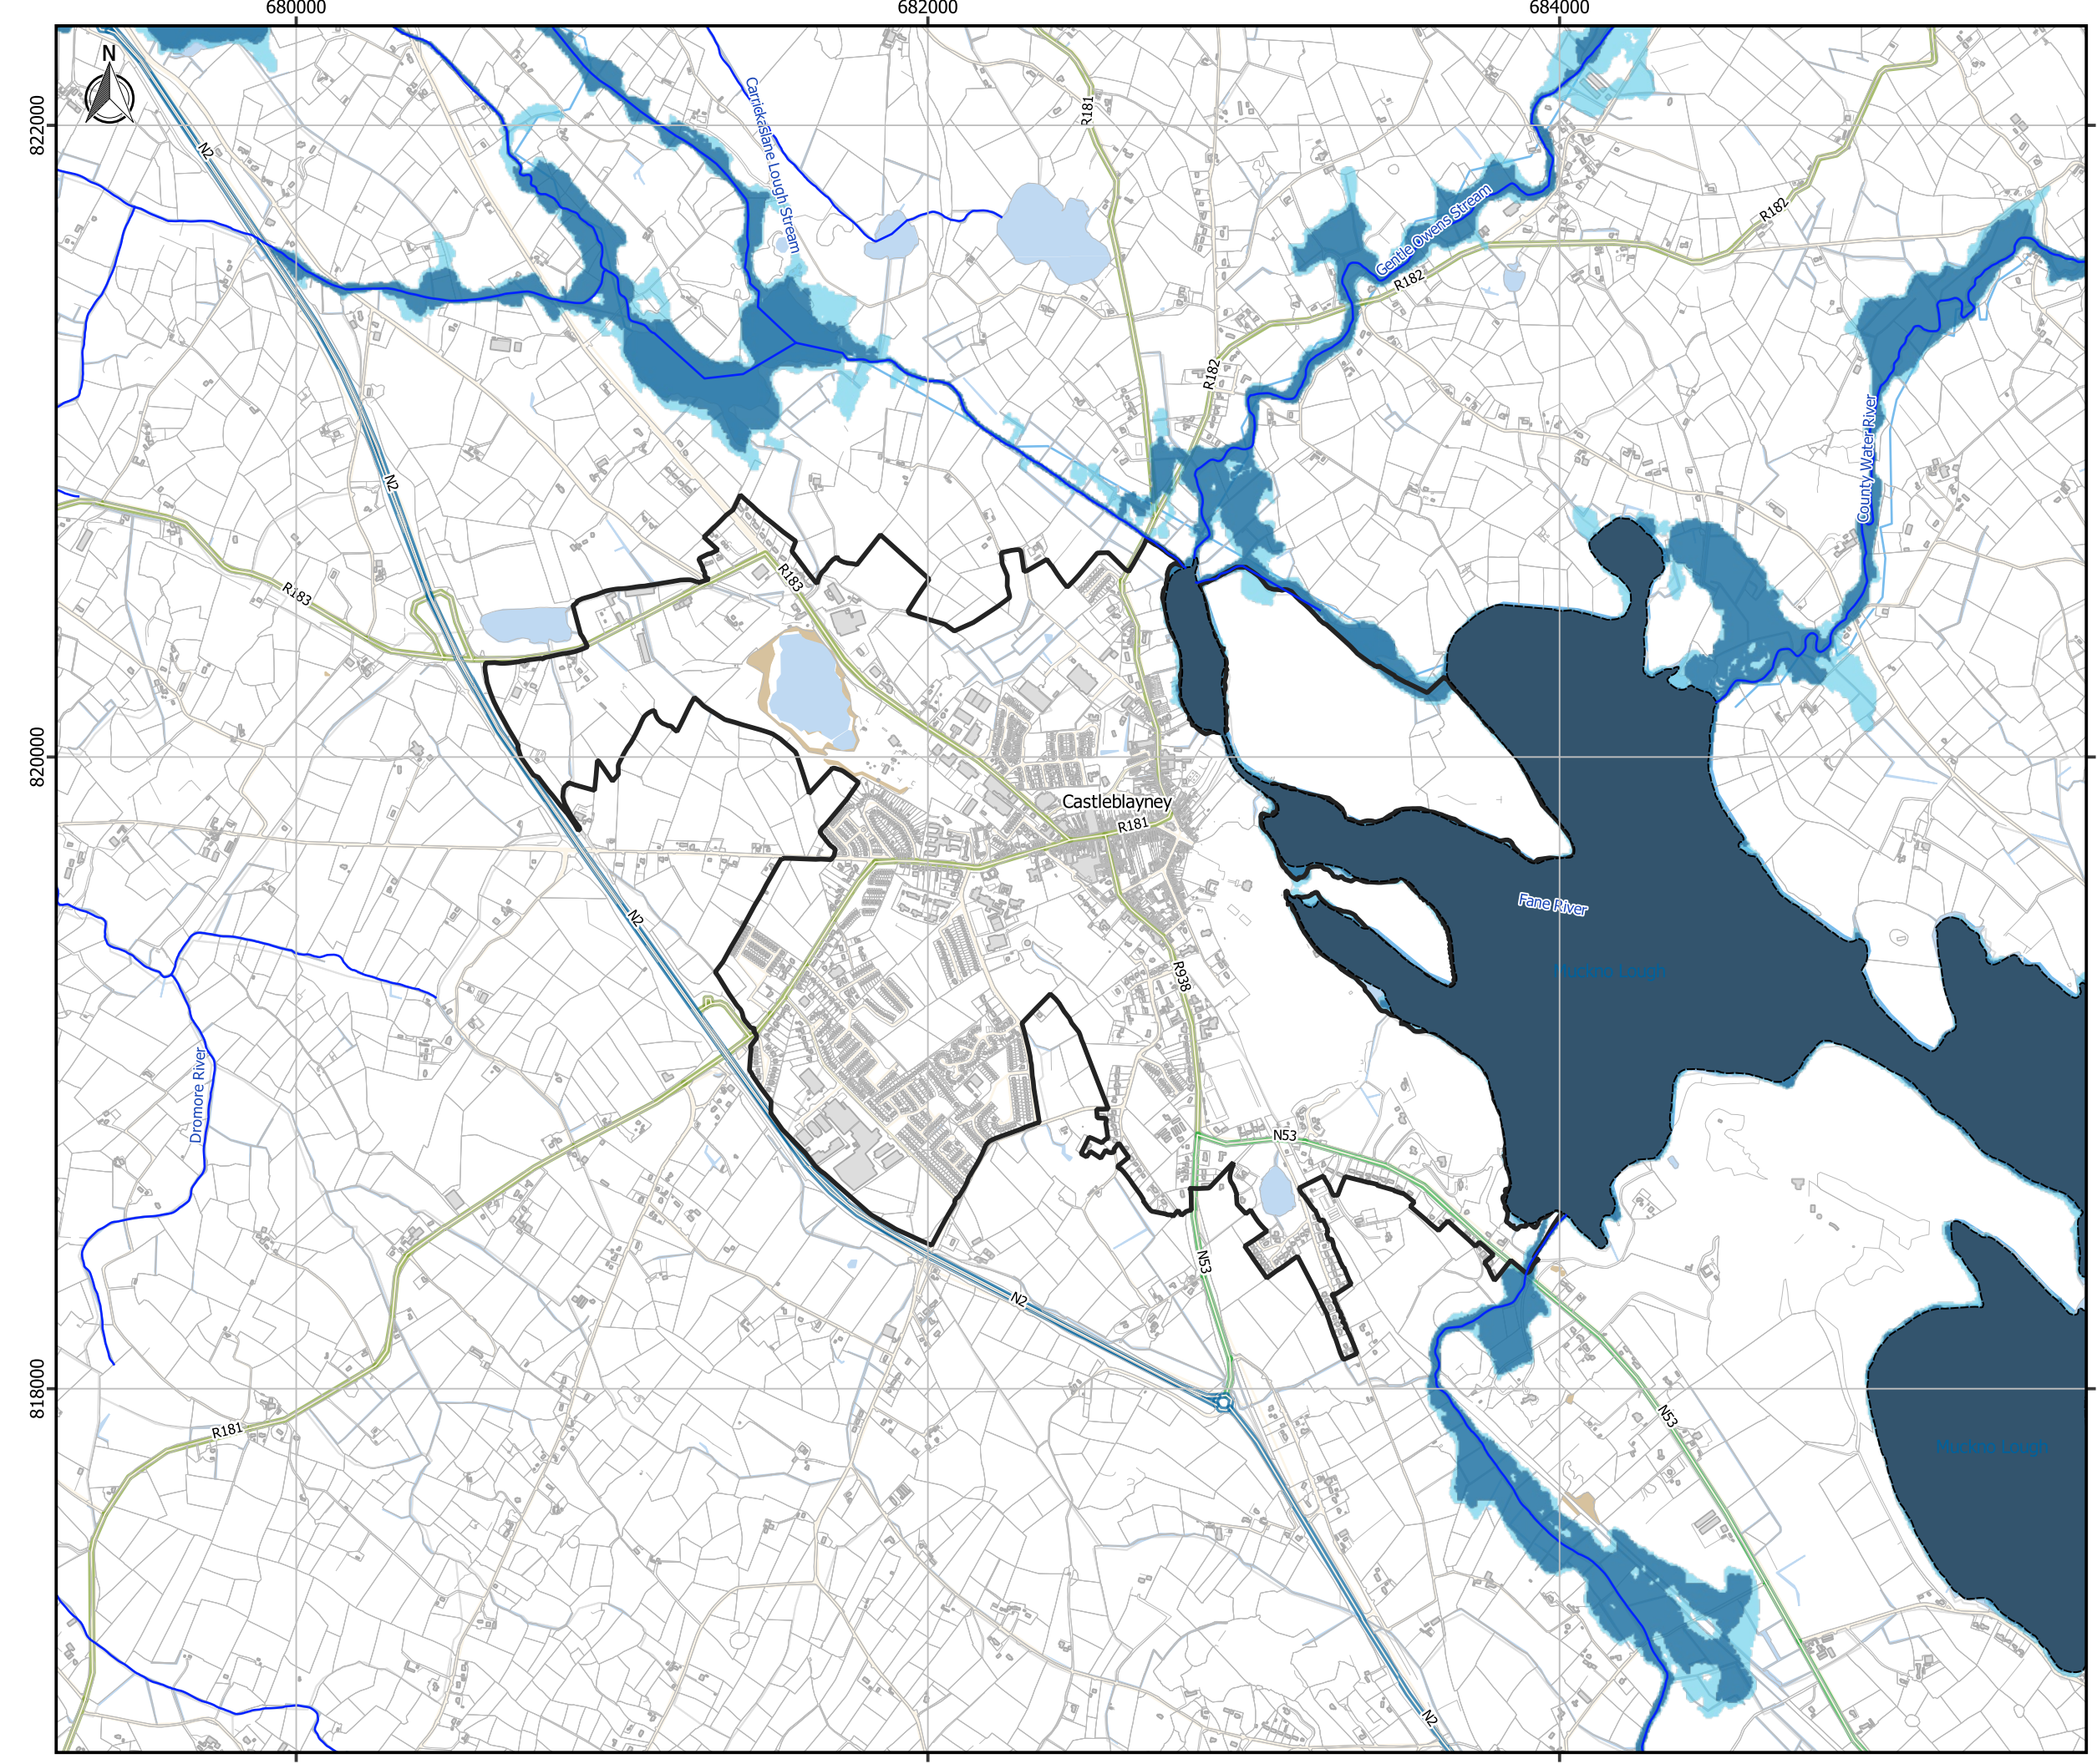 680000
682000
684000
N
822000
R181
N2
Carrickaslane Lough Stream
Gentle Owens Stream
R182
R182
R182
County Water River
N2
R183
R183
820000
Castleblayney
R181
Fane River
N2
Muckno Lough
R938
Dromore River
N53
N53
N2
818000
R181
N53
Muckno Lough
N2